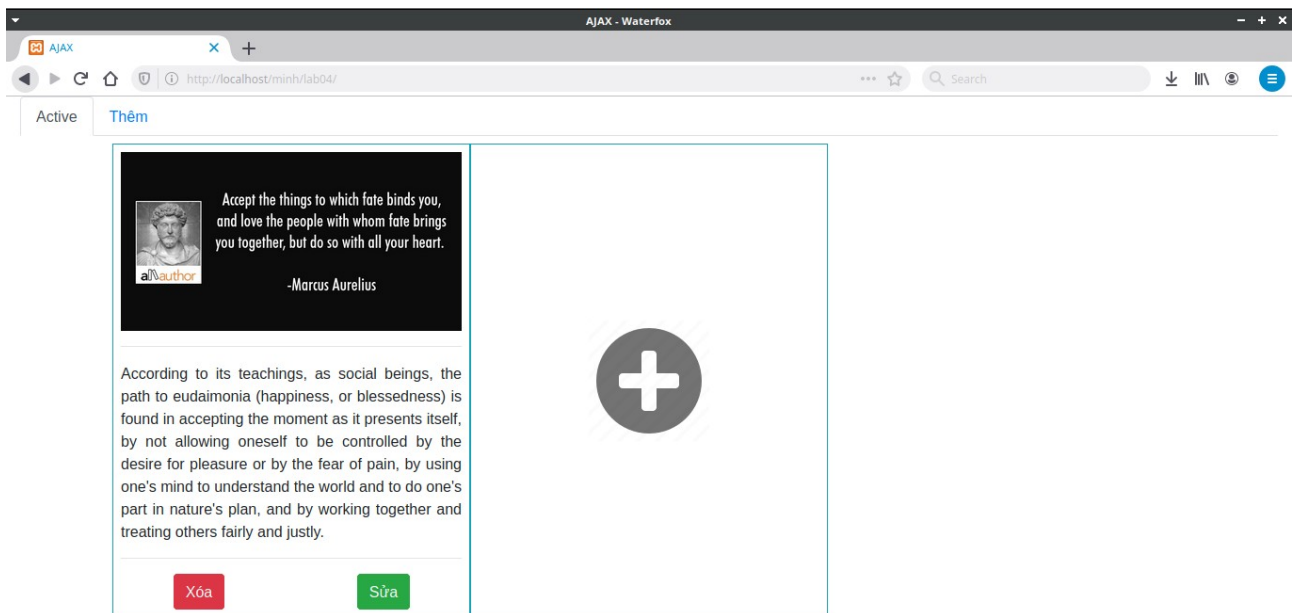 AJAX - Waterfox
AJAX
http://localhost/minh/lab04/
Search
Active
Thêm
Accept the things to which fate binds you,
and love the people with whom fate brings
you together, but do so with all your heart.
allauthor
-Marcus Aurelius
According to its teachings, as social beings, the
path to eudaimonia (happiness, or blessedness) is
found in accepting the moment as it presents itself,
by not allowing oneself to be controlled by the
desire for pleasure or by the fear of pain, by using
one's mind to understand the world and to do one's
part in nature's plan, and by working together and
treating others fairly and justly.
Xóa
Sửa